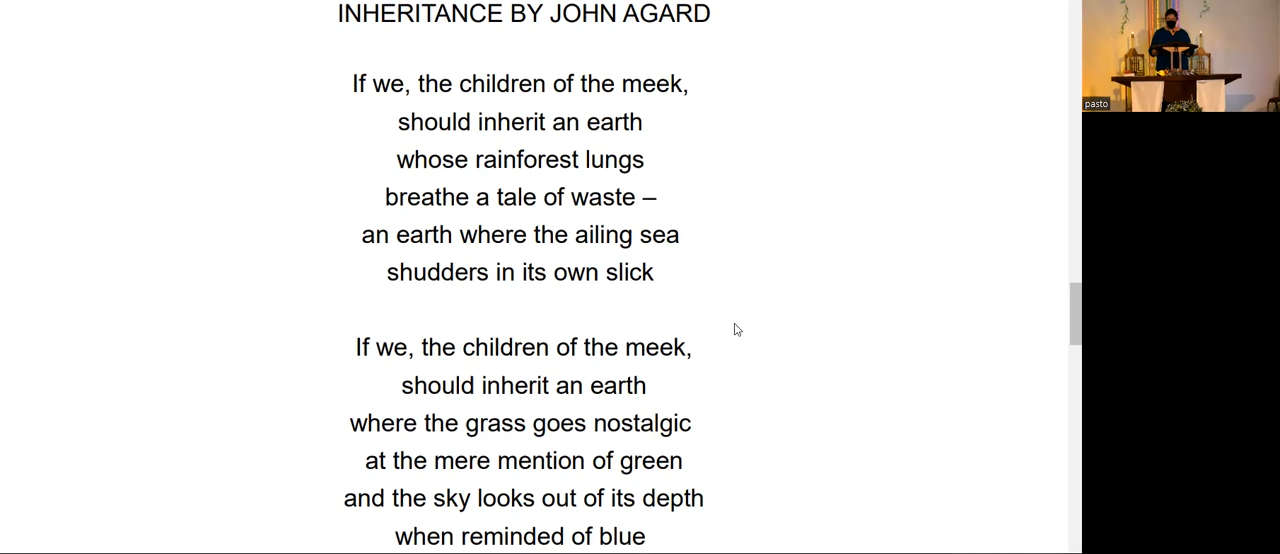 INHERITANCE BY JOHN AGARD
If we, the children of the meek,
should inherit an earth
whose rainforest lungs
breathe a tale of waste –
an earth where the ailing sea
shudders in its own slick
If we, the children of the meek,
should inherit an earth
where the grass goes nostalgic
at the mere mention of green
and the sky looks out of its depth
when reminded of blue
pasto